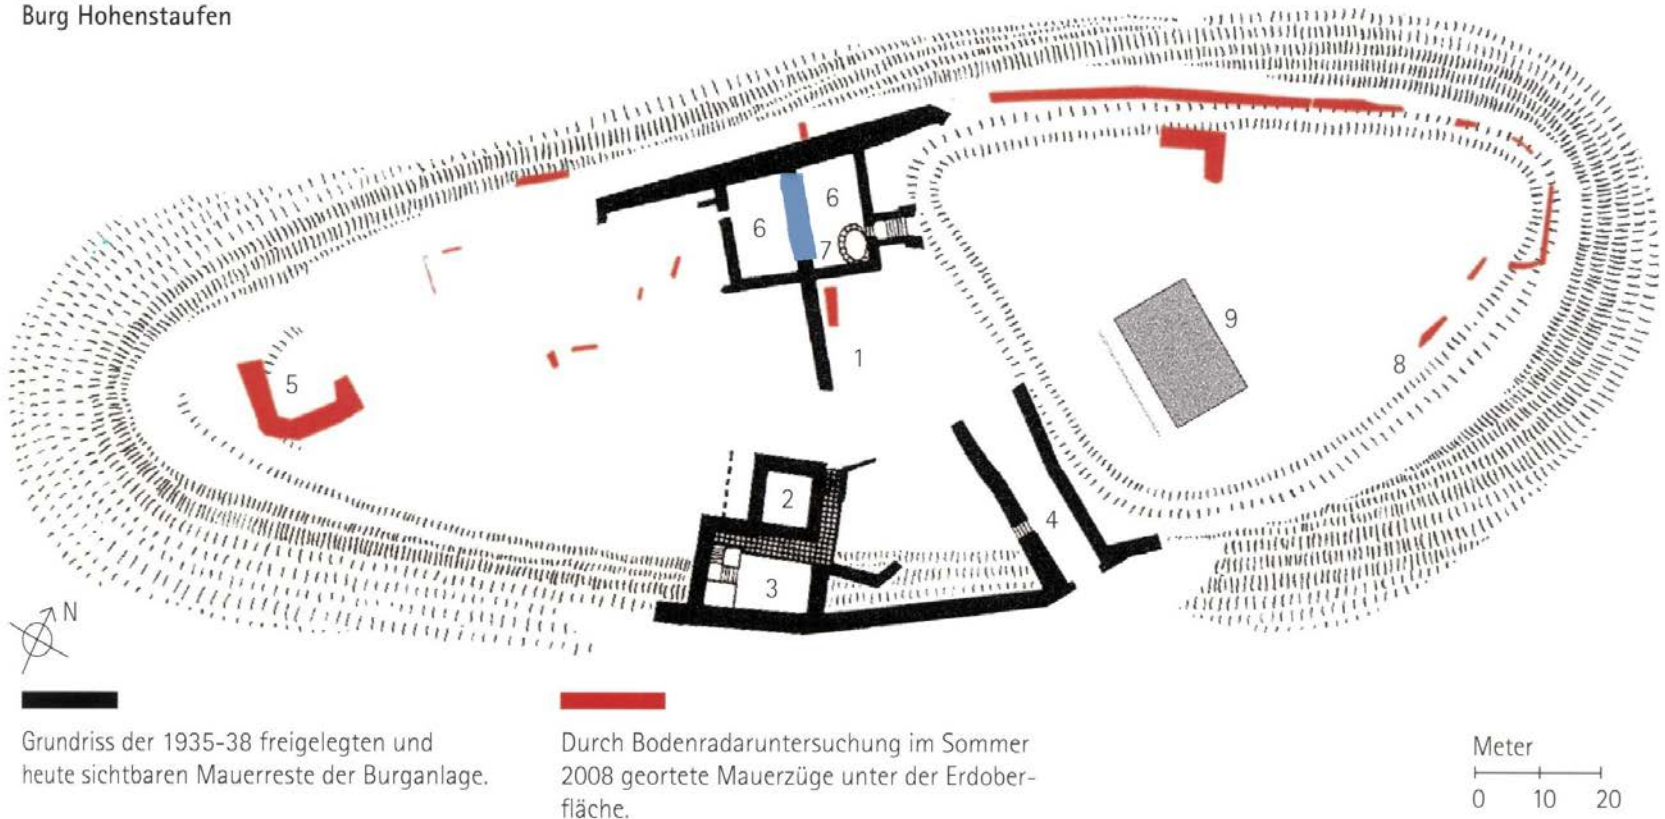 Burg Hohenstaufen
6
6
7
9
1
8
5
2
4
3
N
Grundriss der 1935-38 freigelegten und
heute sichtbaren Mauerreste der Burganlage.
Durch Bodenradaruntersuchung im Sommer
2008 geortete Mauerzüge unter der Erdober-
fläche.
Meter
0 10 20